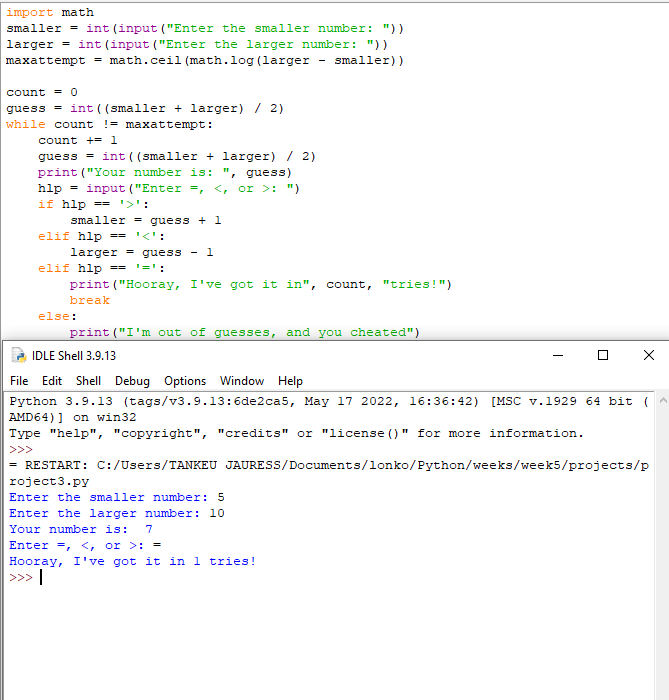 import math
smaller = int(input("Enter the smaller number: "))
larger = int(input("Enter the larger number: "))
maxattempt = math.ceil(math.log(larger - smaller))
count = 0
guess = int((smaller + larger) / 2)
while count != maxattempt:
    count += 1
    guess = int((smaller + larger) / 2)
    print("Your number is: ", guess)
    hlp = input("Enter =, <, or >: ")
    if hlp == '>':
        smaller = guess + 1
    elif hlp == '<':
        larger = guess - 1
    elif hlp == '=':
        print("Hooray, I've got it in", count, "tries!")
        break
    else:
        print("I'm out of guesses, and you cheated")
IDLE Shell 3.9.13
File Edit Shell Debug Options Window Help
Python 3.9.13 (tags/v3.9.13:6de2ca5, May 17 2022, 16:36:42) [MSC v.1929 64 bit (
AMD64)] on win32
Type "help", "copyright", "credits" or "license()" for more information.
>>>
= RESTART: C:/Users/TANKEU JAURESS/Documents/lonko/Python/weeks/week5/projects/p
roject3.py
Enter the smaller number: 5
Enter the larger number: 10
Your number is:  7
Enter =, <, or >: =
Hooray, I've got it in 1 tries!
>>>